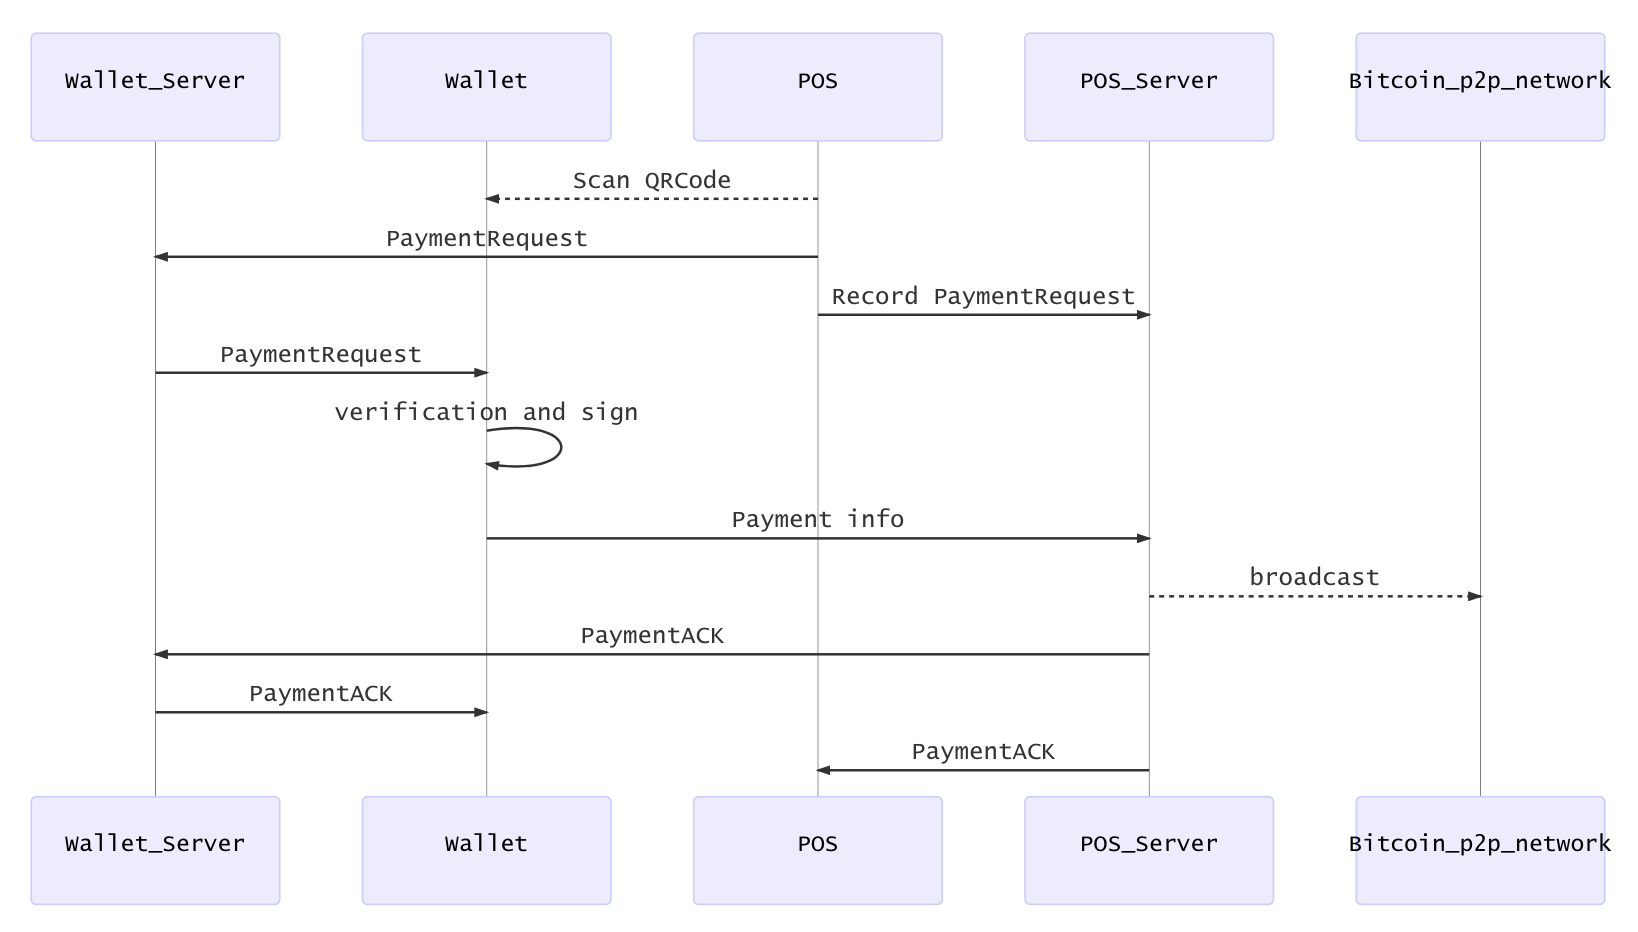 Wallet_Server
Wallet
POS
POS_Server
Bitcoin_p2p_network
Scan QRCode
PaymentRequest
Record PaymentRequest
PaymentRequest
verification and sign
Payment info
broadcast
PaymentACK
PaymentACK
PaymentACK
Wallet_Server
Wallet
POS
POS_Server
Bitcoin_p2p_network